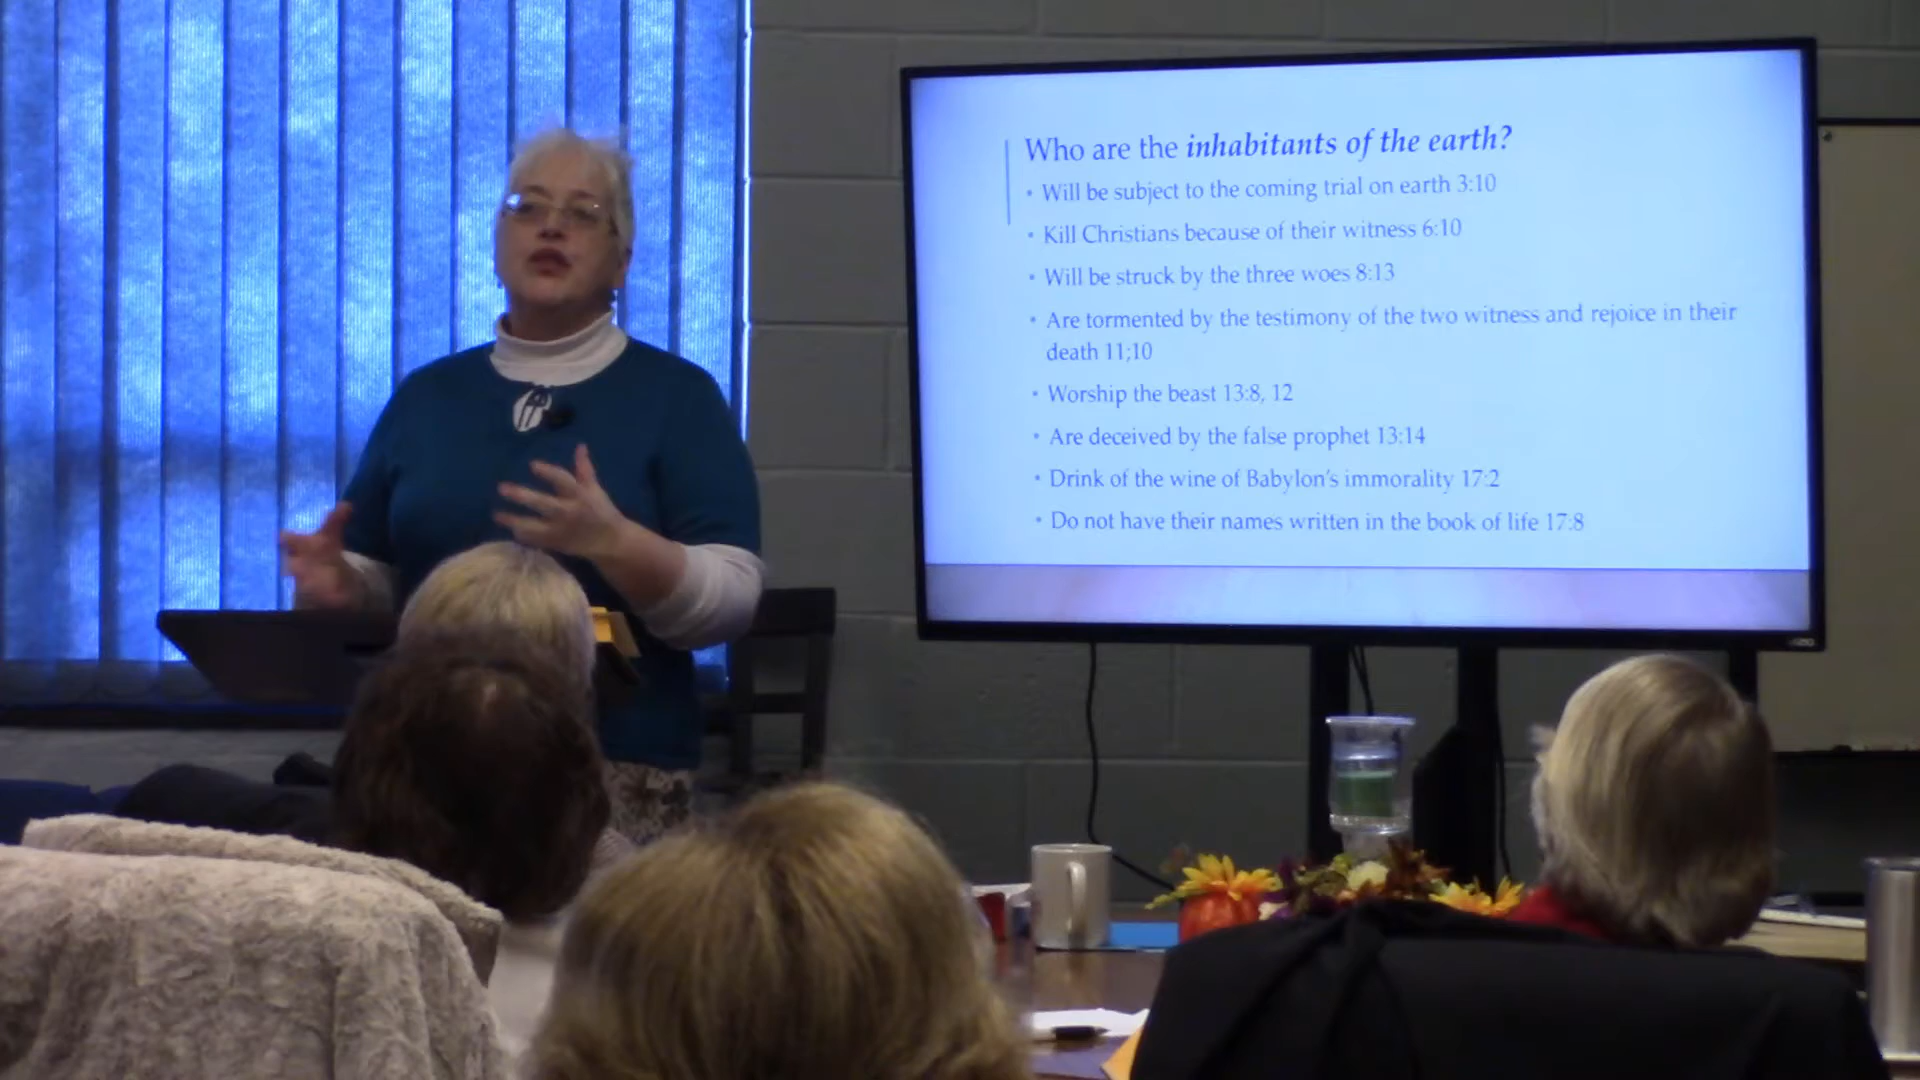 Who are the inhabitants of the earth?
• Will be subject to the coming trial on earth 3:10
• Kill Christians because of their witness 6:10
• Will be struck by the three woes 8:13
• Are tormented by the testimony of the two witness and rejoice in their
death 11;10
• Worship the beast 13:8, 12
• Are deceived by the false prophet 13:14
• Drink of the wine of Babylon's immorality 17:2
• Do not have their names written in the book of life 17:8